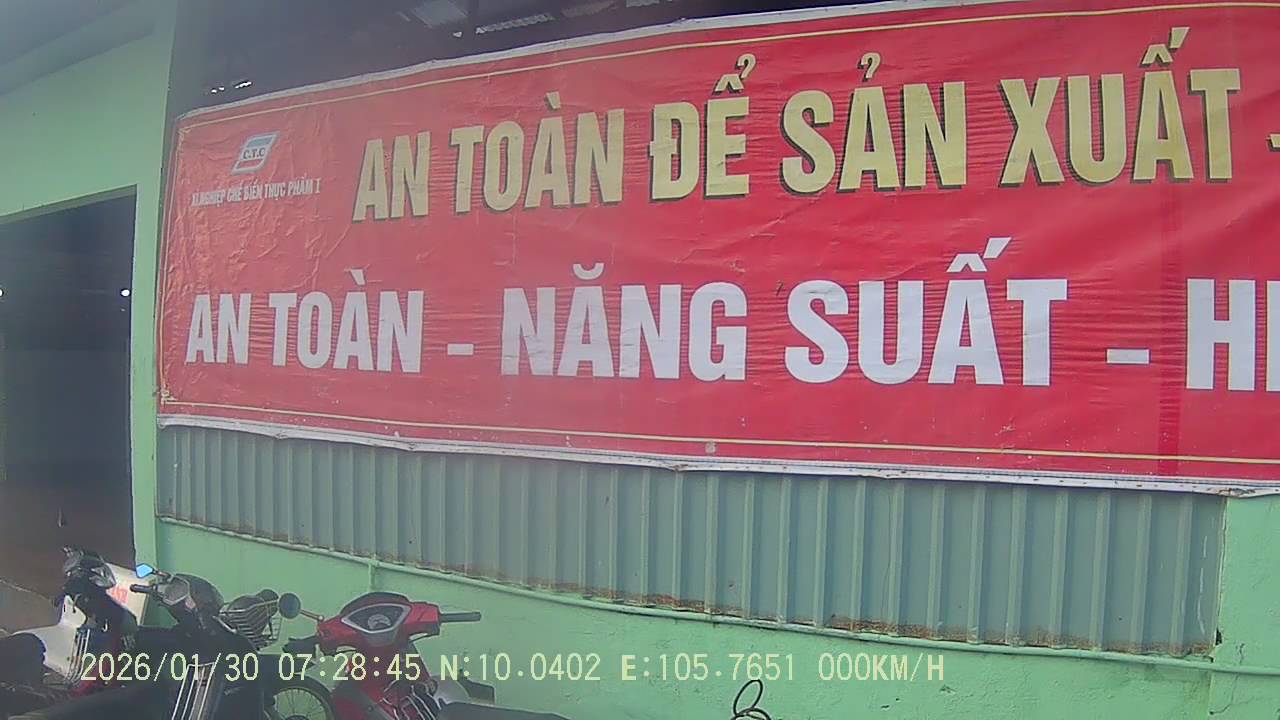 C.Y.C
XÍ NGHIỆP CHẾ BIẾN THỰC PHẨM I
AN TOÀN ĐỂ SẢN XUẤT -
AN TOÀN - NĂNG SUẤT - HI
2026/01/30 07:28:45 N:10.0402 E:105.7651 000KM/H